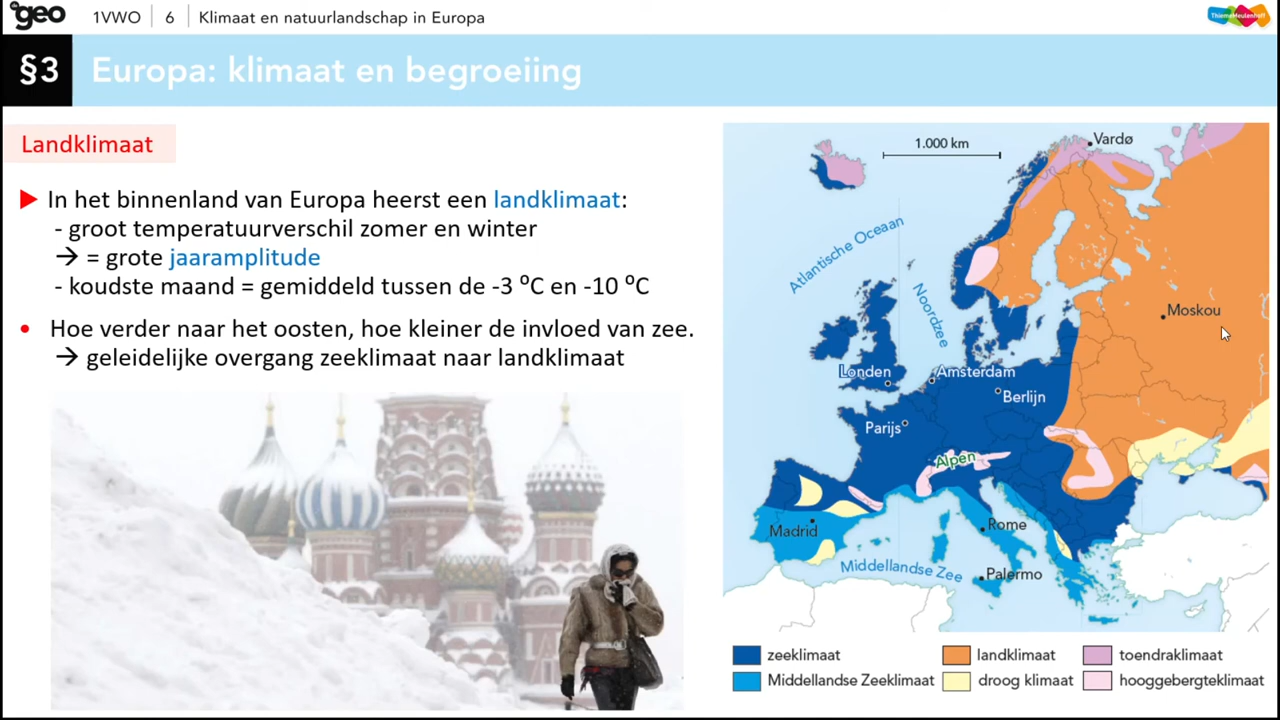 de geo 1VWO 6 Klimaat en natuurlandschap in Europa
ThiemeMeulenhoff
§3 Europa: klimaat en begroeiing
Landklimaat
▶ In het binnenland van Europa heerst een landklimaat:
- groot temperatuurverschil zomer en winter
→ = grote jaaramplitude
- koudste maand = gemiddeld tussen de -3 ⁰C en -10 ⁰C
• Hoe verder naar het oosten, hoe kleiner de invloed van zee.
→ geleidelijke overgang zeeklimaat naar landklimaat
1.000 km
Vardø
Atlantische Oceaan
Noordzee
Moskou
Londen
Amsterdam
Berlijn
Parijs
Alpen
Madrid
Rome
Middellandse Zee
Palermo
zeeklimaat
landklimaat
toendraklimaat
Middellandse Zeeklimaat
droog klimaat
hooggebergteklimaat